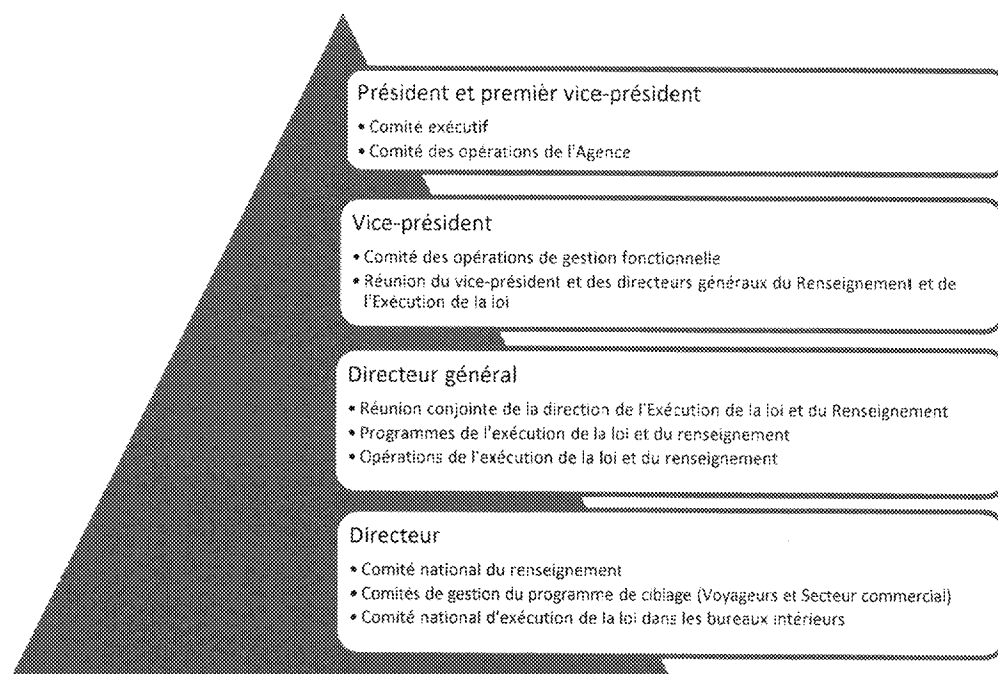 Président et premièr vice-président
• Comité exécutif
• Comité des opérations de l'Agence
Vice-président
• Comité des opérations de gestion fonctionnelle
• Réunion du vice-président et des directeurs généraux du Renseignement et de
l'Exécution de la loi
Directeur général
• Réunion conjointe de la direction de l'Exécution de la loi et du Renseignement
• Programmes de l'exécution de la loi et du renseignement
• Opérations de l'exécution de la loi et du renseignement
Directeur
• Comité national du renseignement
• Comités de gestion du programme de ciblage (Voyageurs et Secteur commercial)
• Comité national d'exécution de la loi dans les bureaux intérieurs